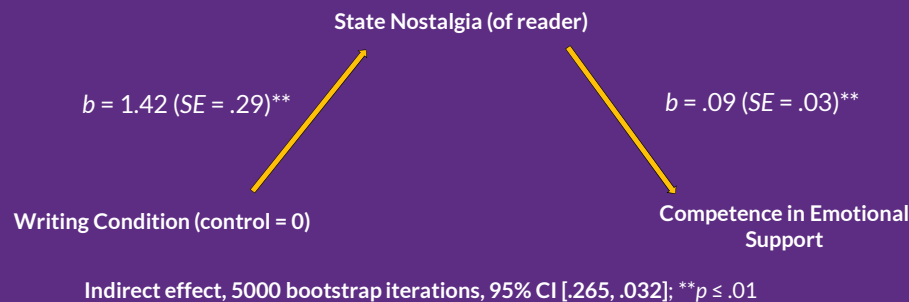 State Nostalgia (of reader)
b = 1.42 (SE = .29)**
b = .09 (SE = .03)**
Writing Condition (control = 0)
Competence in Emotional
Support
Indirect effect, 5000 bootstrap iterations, 95% CI [.265, .032]; **p ≤ .01